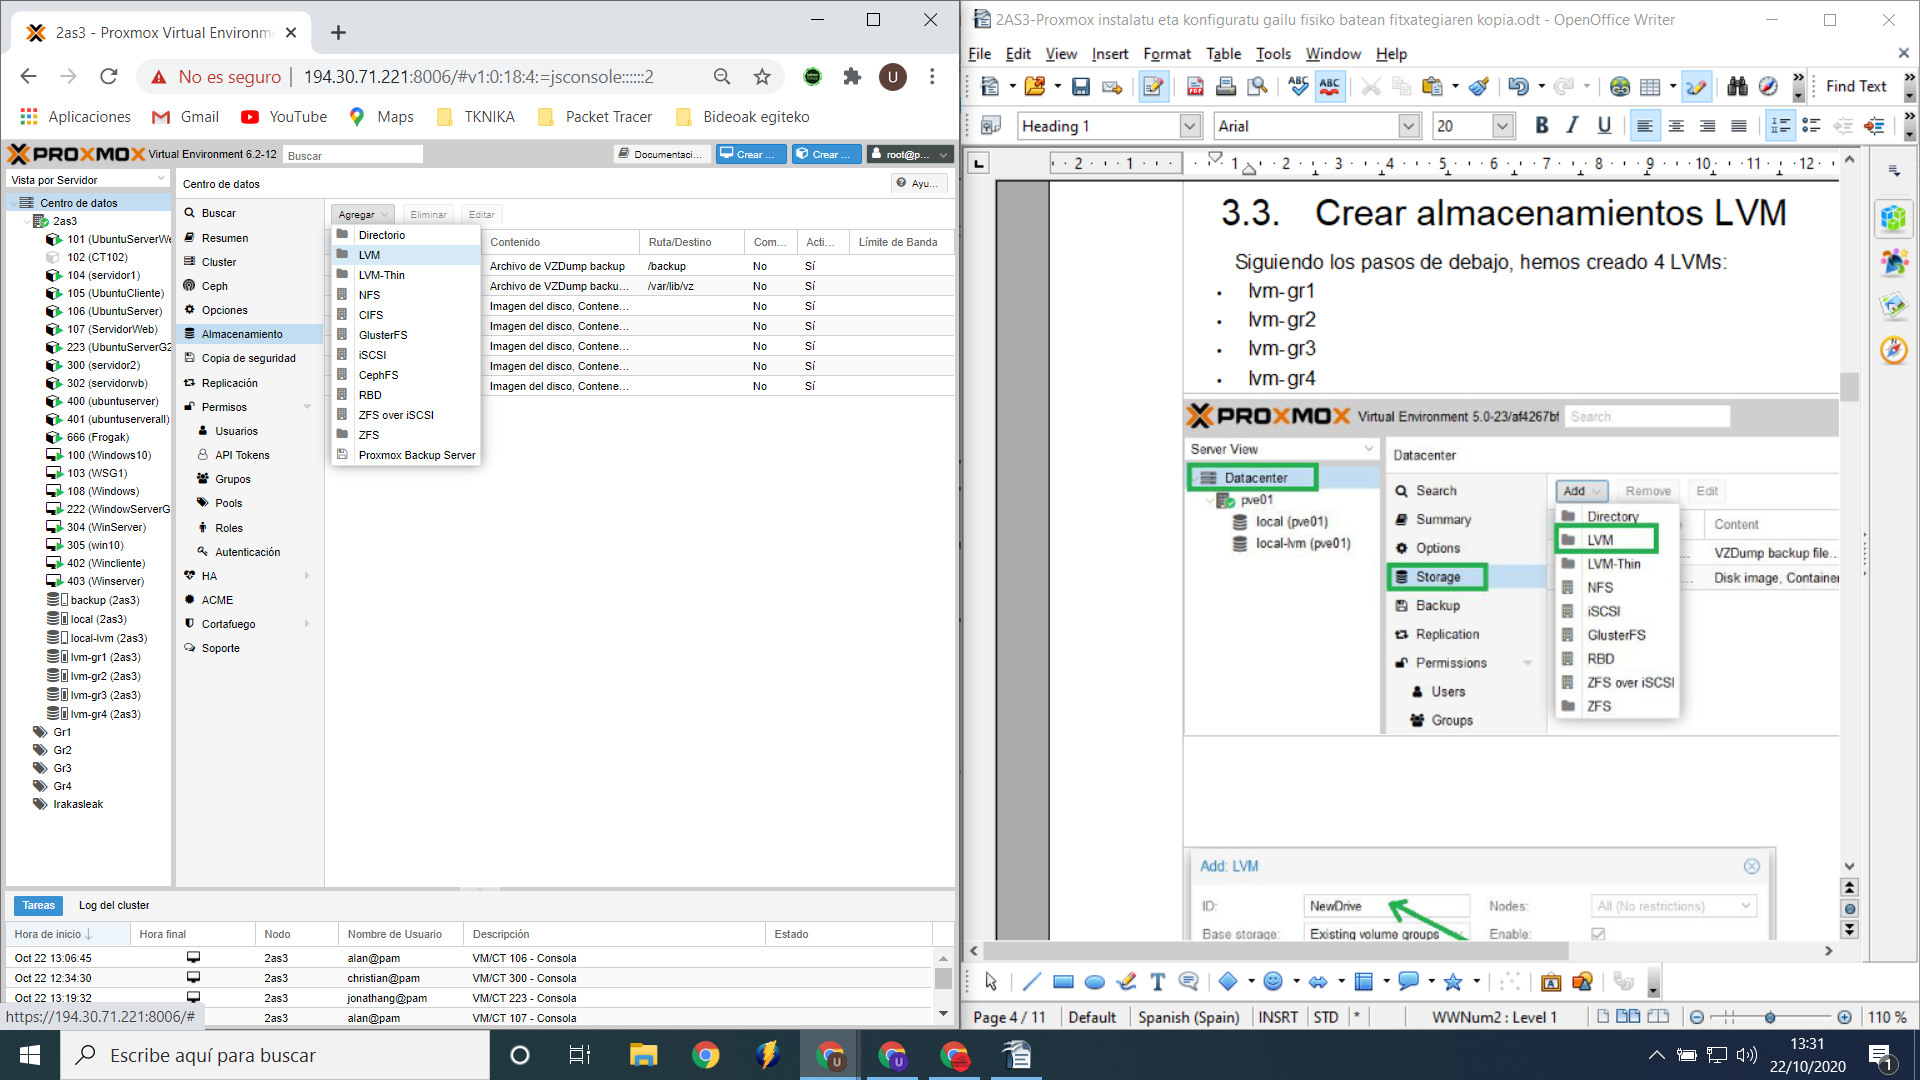 2as3 - Proxmox Virtual Environm
No es seguro | 194.30.71.221:8006/#v1:0:18:4:=jsconsole::::::2
U
Aplicaciones Gmail YouTube Maps TKNIKA Packet Tracer Bideoak egiteko
PROXMOX Virtual Environment 6.2-12 Buscar Documentaci... Crear ... Crear ... root@p...
Vista por Servidor
Centro de datos
2as3
101 (UbuntuServerWe
102 (CT102)
104 (servidor1)
105 (UbuntuCliente)
106 (UbuntuServer)
107 (ServidorWeb)
223 (UbuntuServerG2
300 (servidor2)
302 (servidorwb)
400 (ubuntuserver)
401 (ubuntuserverall)
666 (Frogak)
100 (Windows10)
103 (WSG1)
108 (Windows)
222 (WindowServerG
304 (WinServer)
305 (win10)
402 (Wincliente)
403 (Winserver)
backup (2as3)
local (2as3)
local-lvm (2as3)
lvm-gr1 (2as3)
lvm-gr2 (2as3)
lvm-gr3 (2as3)
lvm-gr4 (2as3)
Gr1
Gr2
Gr3
Gr4
Irakasleak
Centro de datos Ayu...
Buscar
Resumen
Cluster
Ceph
Opciones
Almacenamiento
Copia de seguridad
Replicación
Permisos
Usuarios
API Tokens
Grupos
Pools
Roles
Autenticación
HA
ACME
Cortafuego
Soporte
Agregar Eliminar Editar
Directorio
LVM
LVM-Thin
NFS
CIFS
GlusterFS
iSCSI
CephFS
RBD
ZFS over iSCSI
ZFS
Proxmox Backup Server
Contenido Ruta/Destino Com... Acti... Límite de Banda
Archivo de VZDump backup /backup No Sí
Archivo de VZDump backu... /var/lib/vz No Sí
Imagen del disco, Contene... No Sí
Imagen del disco, Contene... No Sí
Imagen del disco, Contene... No Sí
Imagen del disco, Contene... No Sí
Imagen del disco, Contene... No Sí
Tareas Log del cluster
Hora de inicio Hora final Nodo Nombre de Usuario Descripción Estado
Oct 22 13:06:45 2as3 alan@pam VM/CT 106 - Consola
Oct 22 12:34:30 2as3 christian@pam VM/CT 300 - Consola
Oct 22 13:19:32 2as3 jonathang@pam VM/CT 223 - Consola
2as3 alan@pam VM/CT 107 - Consola
https://194.30.71.221:8006/#
2AS3-Proxmox instalatu eta konfiguratu gailu fisiko batean fitxategiaren kopia.odt - OpenOffice Writer
File Edit View Insert Format Table Tools Window Help
Find Text
Heading 1 Arial 20 B I U
2 1 1 2 3 4 5 6 7 8 9 10 11 12
3.3. Crear almacenamientos LVM
Siguiendo los pasos de debajo, hemos creado 4 LVMs:
• lvm-gr1
• lvm-gr2
• lvm-gr3
• lvm-gr4
PROXMOX Virtual Environment 5.0-23/af4267bf Search
Server View
Datacenter
pve01
local (pve01)
local-lvm (pve01)
Datacenter
Search
Summary
Options
Storage
Backup
Replication
Permissions
Users
Groups
Add Remove Edit
Directory
LVM
LVM-Thin
NFS
iSCSI
GlusterFS
RBD
ZFS over iSCSI
ZFS
Content
VZDump backup file...
Disk image, Container
Add: LVM
ID: NewDrive Nodes: All (No restrictions)
Base storage: Existing volume groups Enable:
Page 4 / 11 Default Spanish (Spain) INSRT STD * WWNum2 : Level 1 110 %
Escribe aquí para buscar
13:31
22/10/2020
1